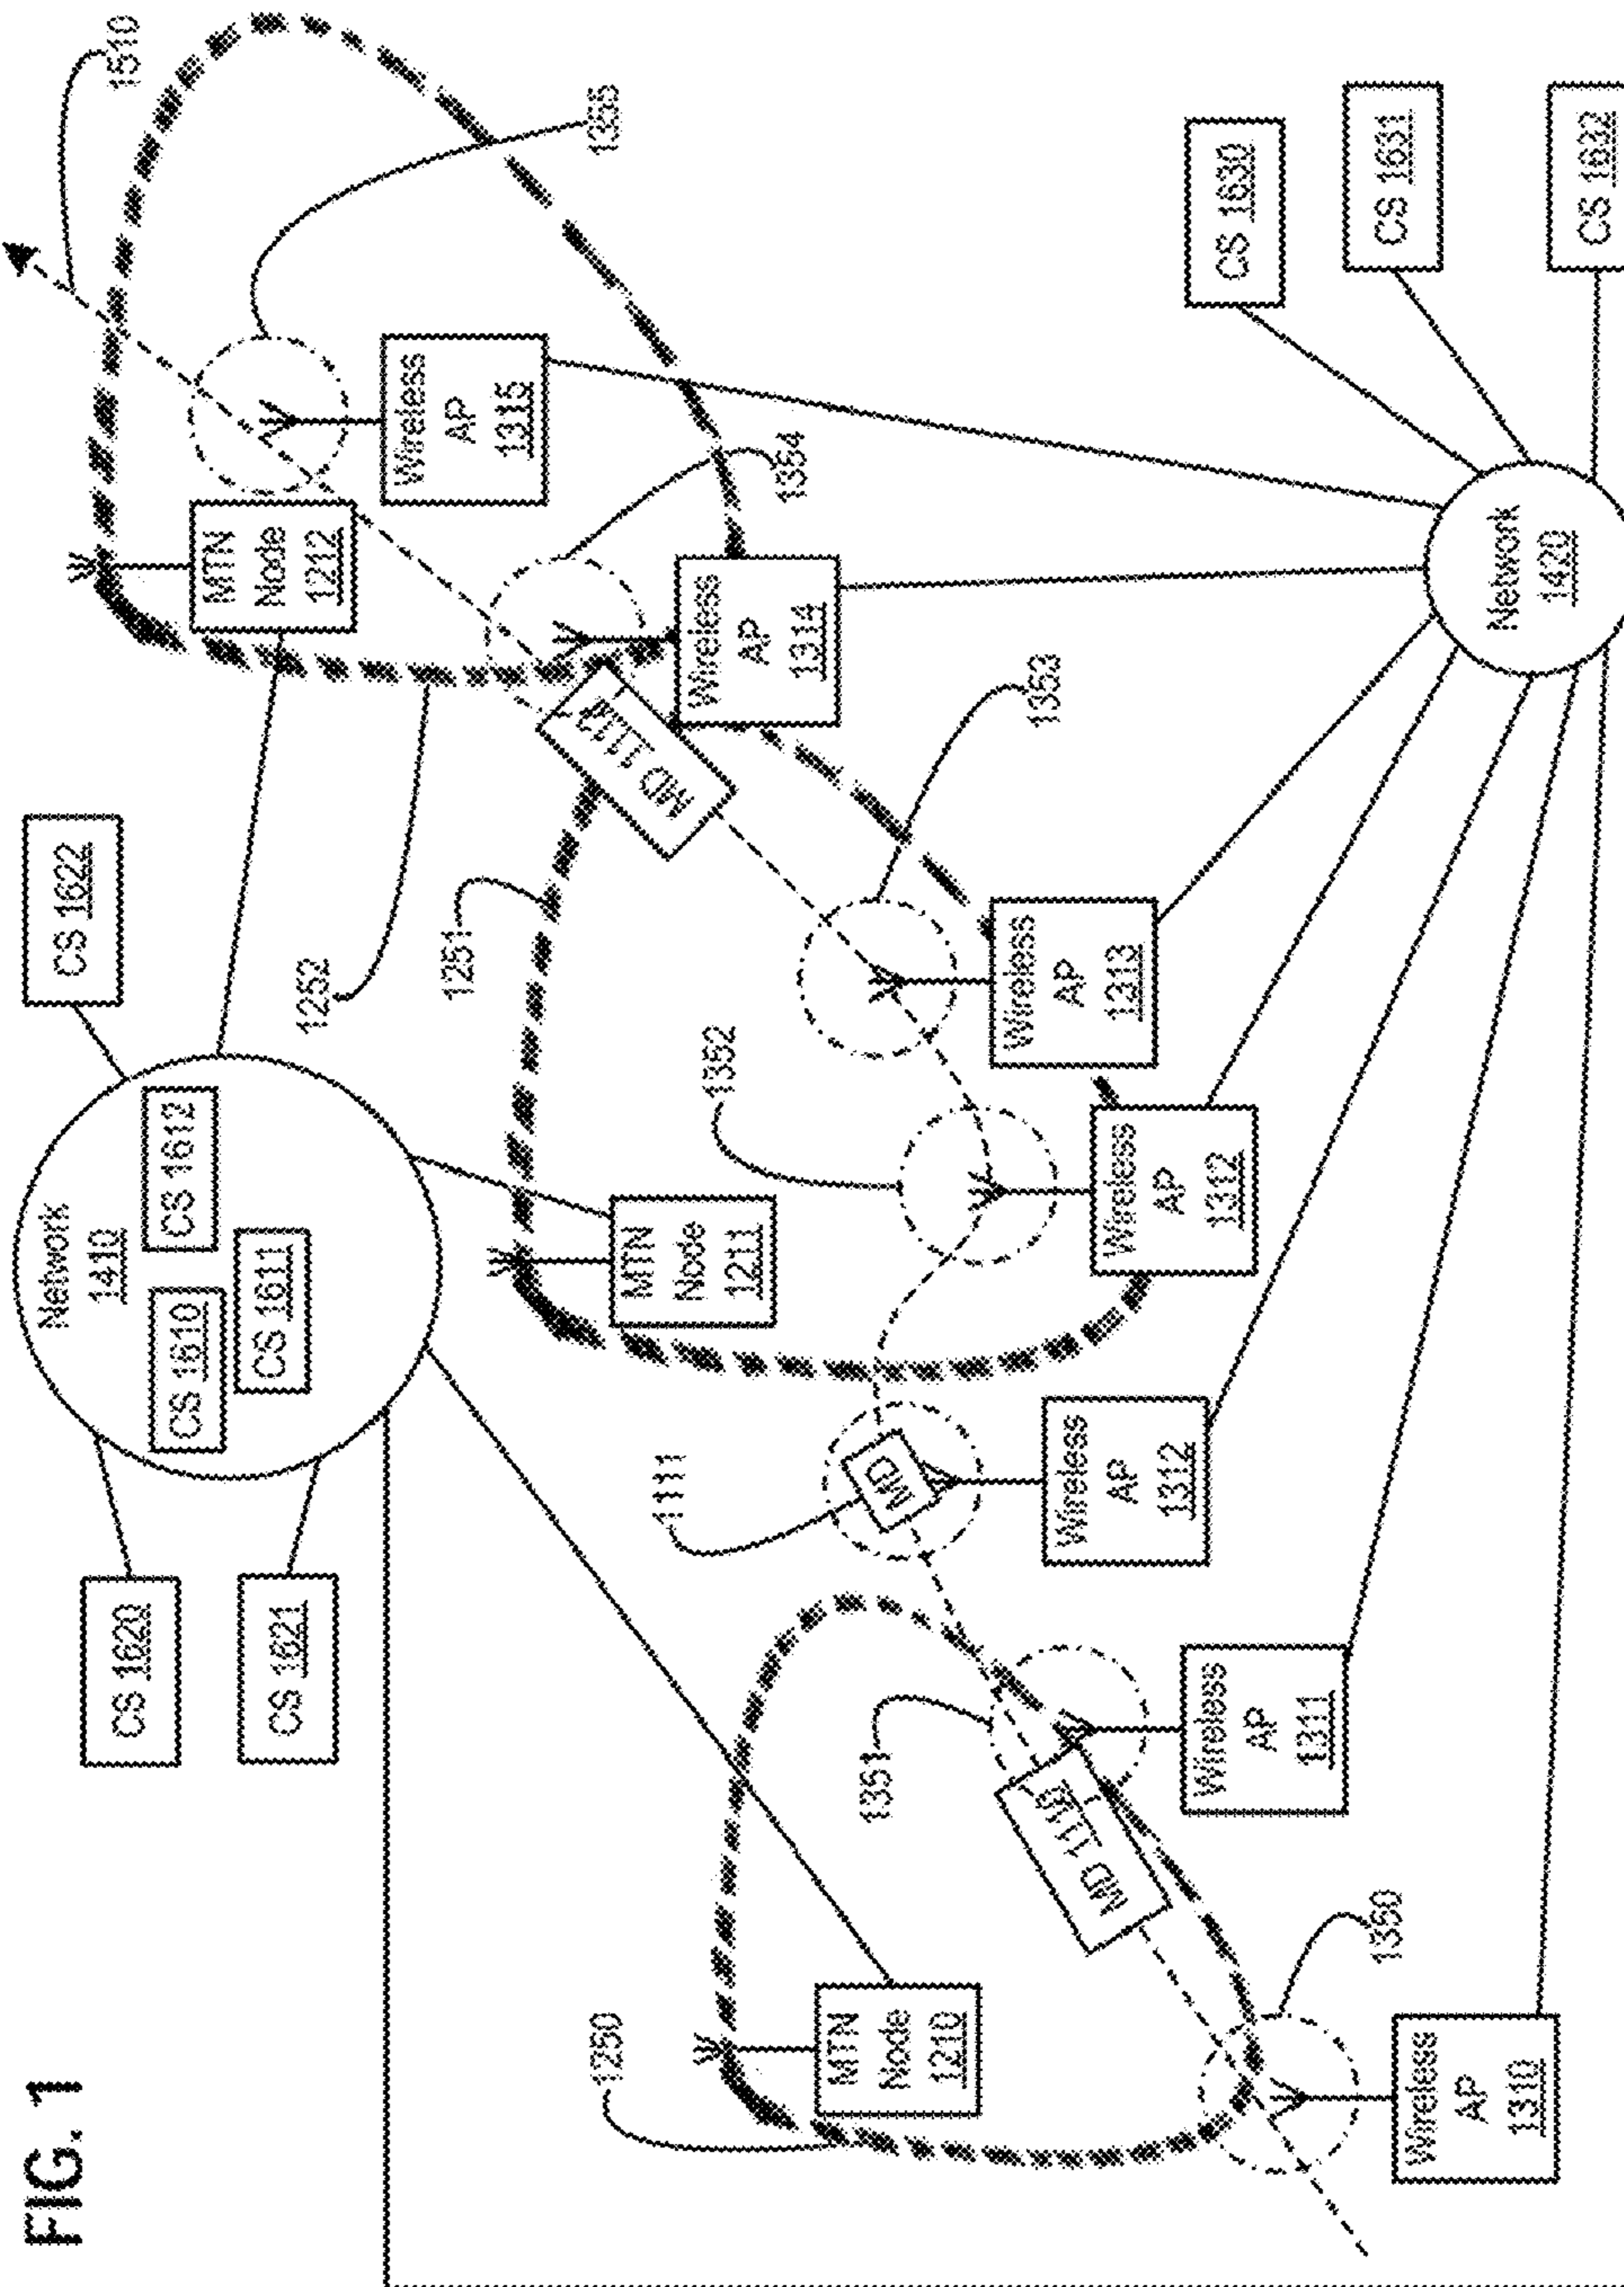 FIG. 1
CS 1620
CS 1621
Network
1410
CS 1610
CS 1611
CS 1612
CS 1622
1510
1252
1251
MTN
Node
1212
1355
Wireless
AP
1315
1250
MTN
Node
1210
1111
MD
MTN
Node
1211
1352
MD 1112
1354
Wireless
AP
1314
1351
MD 1110
Wireless
AP
1311
Wireless
AP
1312
Wireless
AP
1312
Wireless
AP
1313
1353
1350
Wireless
AP
1310
Network
1420
CS 1630
CS 1631
CS 1632